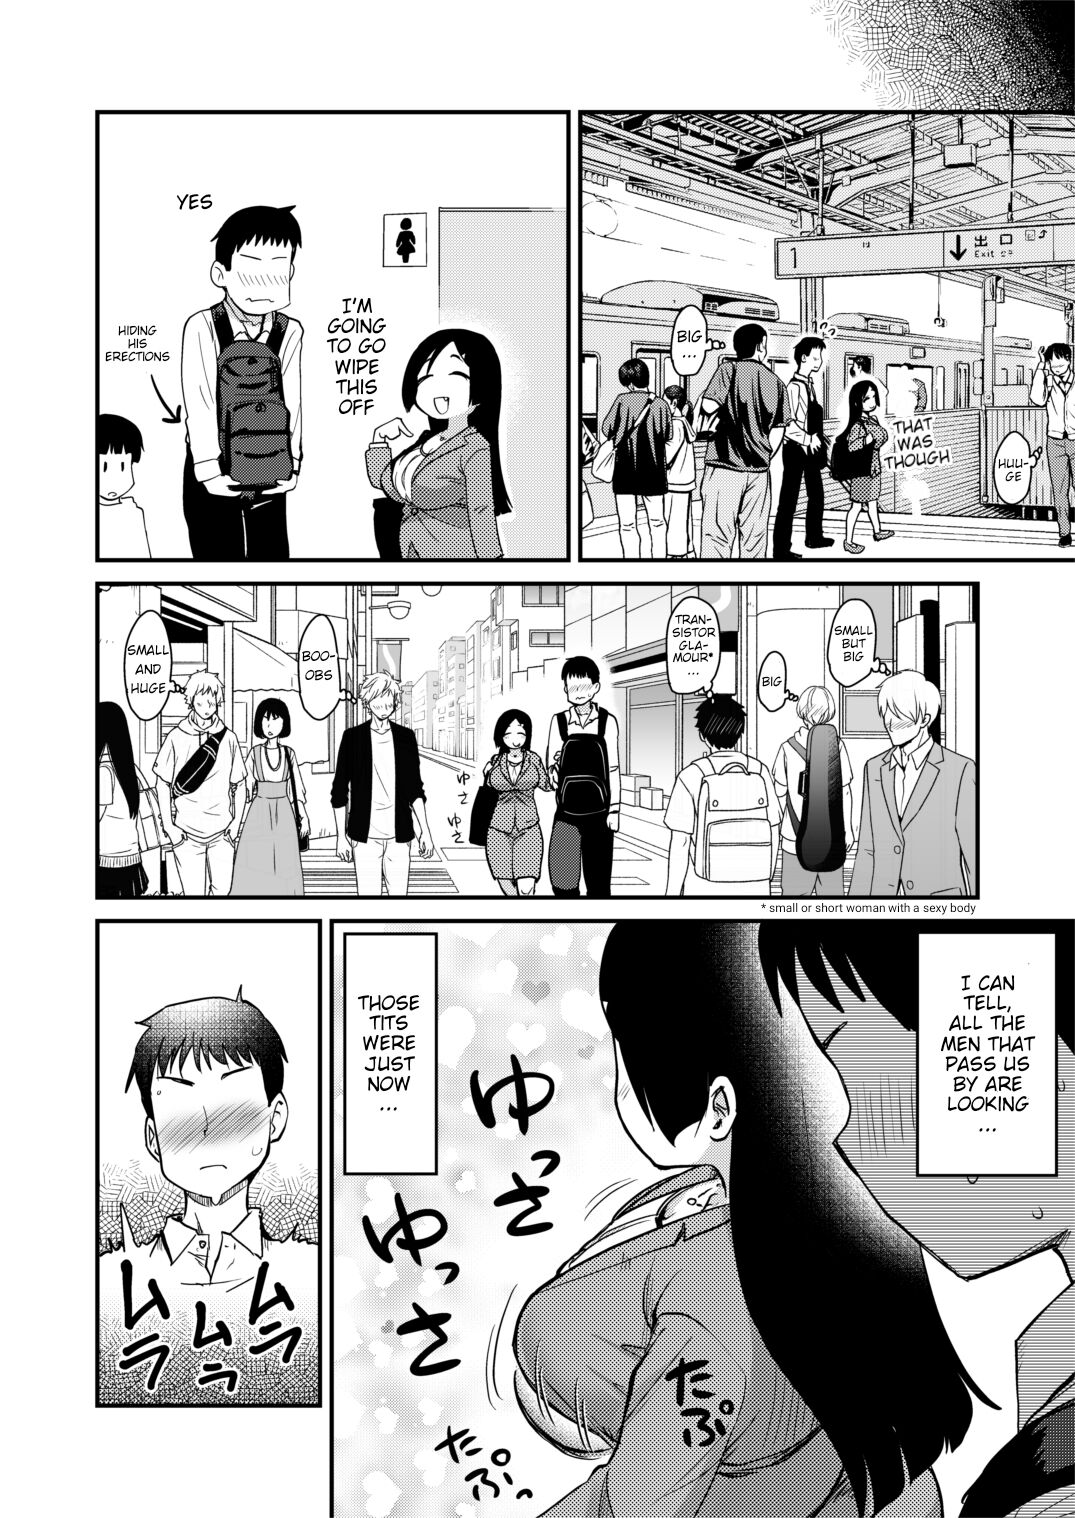 1
出口
Exit
BIG
...
THAT
WAS
THOUGH
HUU-
GE
I'M
GOING
TO GO
WIPE
THIS
OFF
YES
HIDING
HIS
ERECTIONS
SMALL
BUT
BIG
BIG
TRAN-
SISTOR
GLA-
MOUR*
...
ゆさ
ゆさ
BOO-
OBS
SMALL
AND
HUGE
* small or short woman with a sexy body
I CAN
TELL,
ALL THE
MEN THAT
PASS US
BY ARE
LOOKING
...
THOSE
TITS
WERE
JUST
NOW
...
ゆっさ
ゆっさ
たぷっ
たぷっ
ムラ
ムラ
ムラ